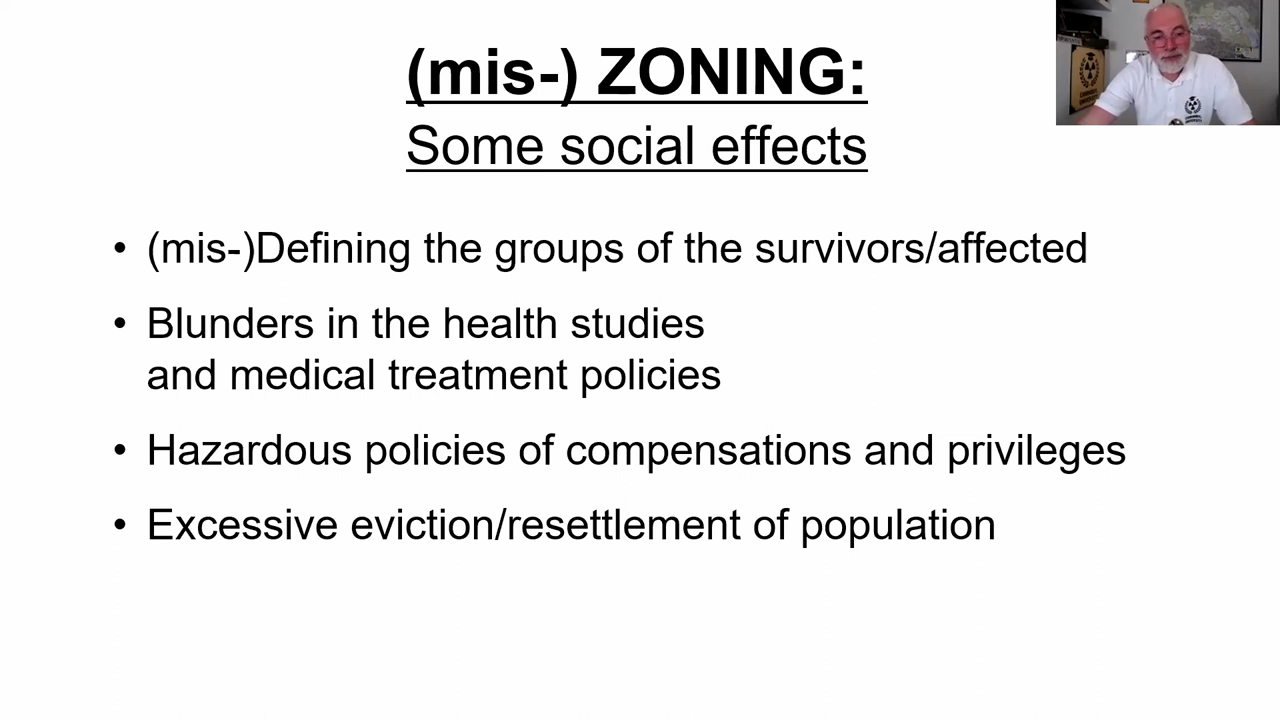 (mis-) ZONING:
Some social effects
• (mis-)Defining the groups of the survivors/affected
• Blunders in the health studies
and medical treatment policies
• Hazardous policies of compensations and privileges
• Excessive eviction/resettlement of population